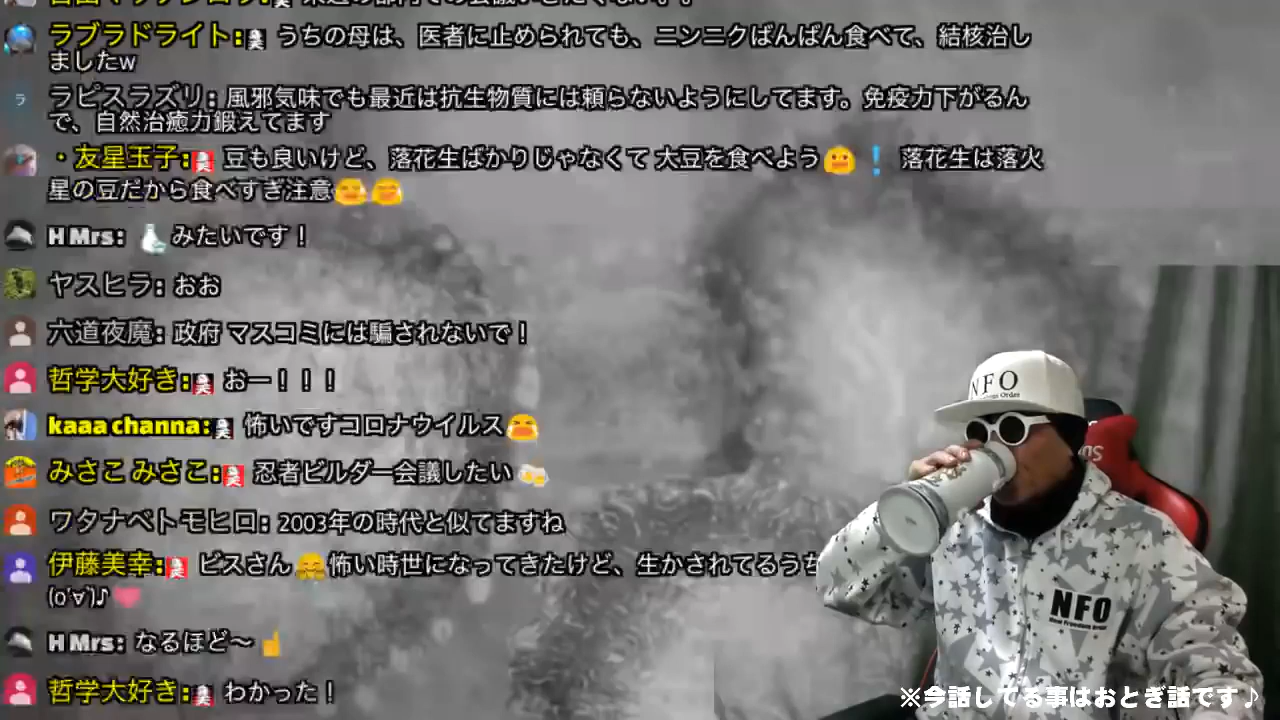 ラブラドライト: うちの母は、医者に止められても、ニンニクばんばん食べて、結核治し
ましたw
ラ
ラピスラズリ: 風邪気味でも最近は抗生物質には頼らないようにしてます。免疫力下がるん
で、自然治癒力鍛えてます
・友星玉子: 豆も良いけど、落花生ばかりじゃなくて 大豆を食べよう😡❗ 落花生は落火
星の豆だから食べすぎ注意
H Mrs: みたいです！
ヤスヒラ: おお
六道夜魔: 政府 マスコミには騙されないで！
哲学大好き: おー！！！
kaaa channa: 怖いですコロナウイルス
みさこ みさこ: 忍者ビルダー会議したい🍻
ワタナベトモヒロ: 2003年の時代と似てますね
伊藤美幸: ビスさん🤗怖い時世になってきたけど、生かされてるうち
(o'∀')♪
H Mrs: なるほど〜☝
哲学大好き: わかった！
NFO
NFO
New Freedom Order
※今話してる事はおとぎ話です♪